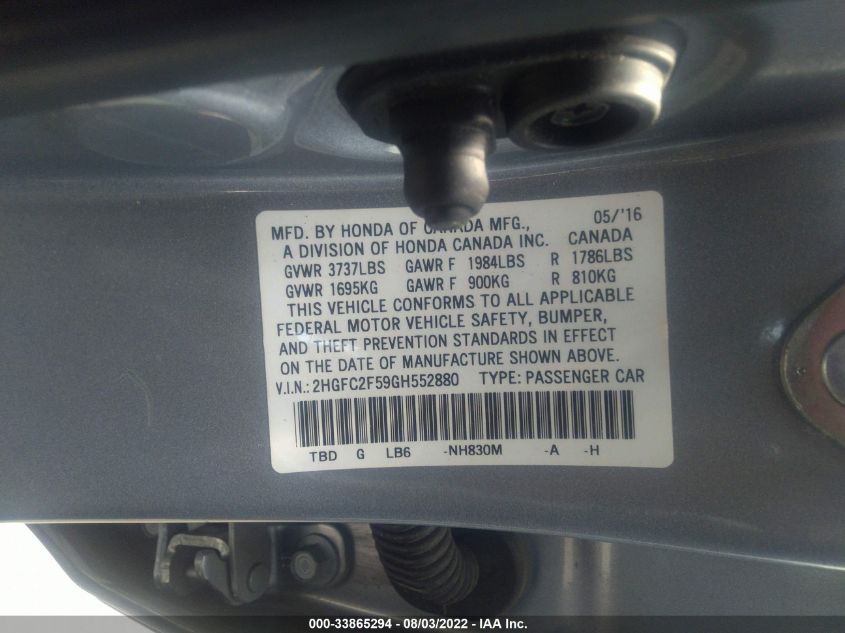 MFD. BY HONDA OF CANADA MFG., 05/'16
A DIVISION OF HONDA CANADA INC. CANADA
GVWR 3737LBS GAWR F 1984LBS R 1786LBS
GVWR 1695KG GAWR F 900KG R 810KG
THIS VEHICLE CONFORMS TO ALL APPLICABLE
FEDERAL MOTOR VEHICLE SAFETY, BUMPER,
AND THEFT PREVENTION STANDARDS IN EFFECT
ON THE DATE OF MANUFACTURE SHOWN ABOVE.
V.I.N.: 2HGFC2F59GH552880 TYPE: PASSENGER CAR
TBD G LB6 -NH830M -A -H
000-33865294 - 08/03/2022 - IAA Inc.